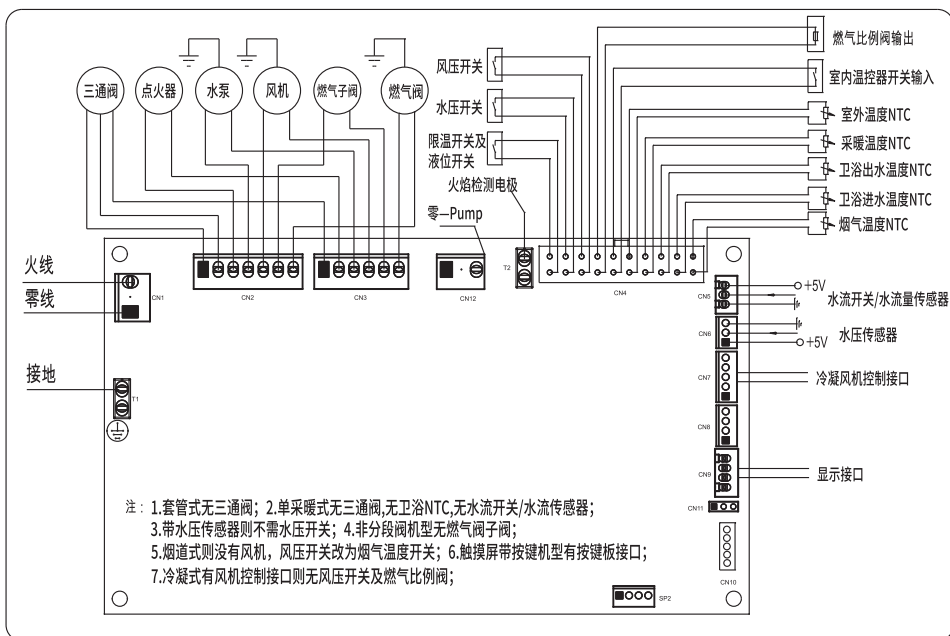 燃气比例阀输出
风压开关
室内温控器开关输入
三通阀
点火器
水泵
风机
燃气子阀
燃气阀
水压开关
室外温度NTC
限温开关及
液位开关
采暖温度NTC
卫浴出水温度NTC
火焰检测电极
卫浴进水温度NTC
零—Pump
烟气温度NTC
火线
零线
CN1
CN2
CN3
CN12
T2
CN4
CN5
+5V
水流开关/水流量传感器
CN6
水压传感器
+5V
接地
T1
CN7
冷凝风机控制接口
CN8
CN9
显示接口
CN11
CN10
SP2
注：1.套管式无三通阀；2.单采暖式无三通阀,无卫浴NTC,无水流开关/水流传感器；
3.带水压传感器则不需水压开关；4.非分段阀机型无燃气阀子阀；
5.烟道式则没有风机，风压开关改为烟气温度开关；6.触摸屏带按键机型有按键板接口；
7.冷凝式有风机控制接口则无风压开关及燃气比例阀；